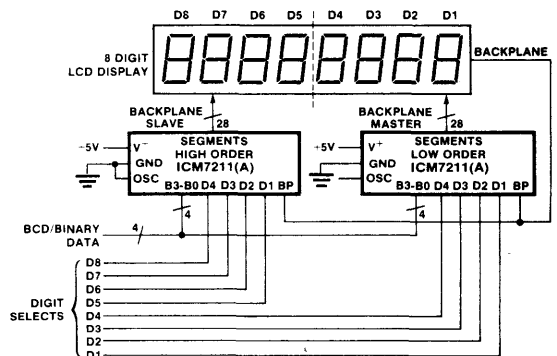 D8 D7 D6 D5 D4 D3 D2 D1
8 DIGIT
LCD DISPLAY
BACKPLANE
BACKPLANE
SLAVE
28
BACKPLANE
MASTER
28
+5V
V+
GND
OSC
SEGMENTS
HIGH ORDER
ICM7211(A)
B3-B0 D4 D3 D2 D1 BP
+5V
V+
GND
OSC
SEGMENTS
LOW ORDER
ICM7211(A)
B3-B0 D4 D3 D2 D1 BP
4
4
BCD/BINARY
DATA
4
DIGIT
SELECTS
D8
D7
D6
D5
D4
D3
D2
D1